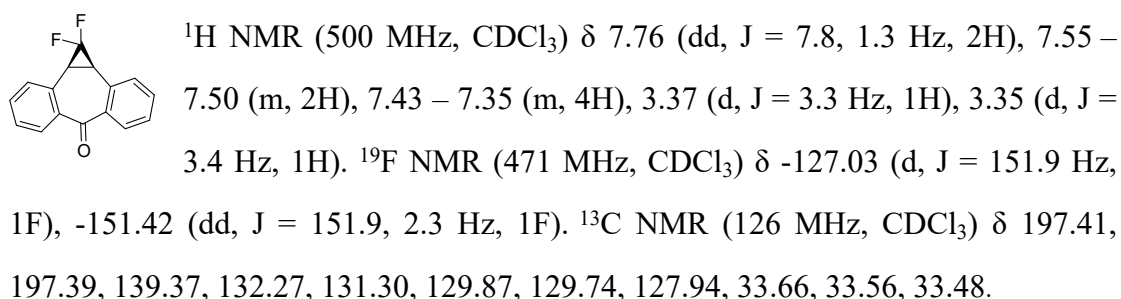 F F
O
¹H NMR (500 MHz, CDCl₃) δ 7.76 (dd, J = 7.8, 1.3 Hz, 2H), 7.55 –
7.50 (m, 2H), 7.43 – 7.35 (m, 4H), 3.37 (d, J = 3.3 Hz, 1H), 3.35 (d, J =
3.4 Hz, 1H). ¹⁹F NMR (471 MHz, CDCl₃) δ -127.03 (d, J = 151.9 Hz,
1F), -151.42 (dd, J = 151.9, 2.3 Hz, 1F). ¹³C NMR (126 MHz, CDCl₃) δ 197.41,
197.39, 139.37, 132.27, 131.30, 129.87, 129.74, 127.94, 33.66, 33.56, 33.48.